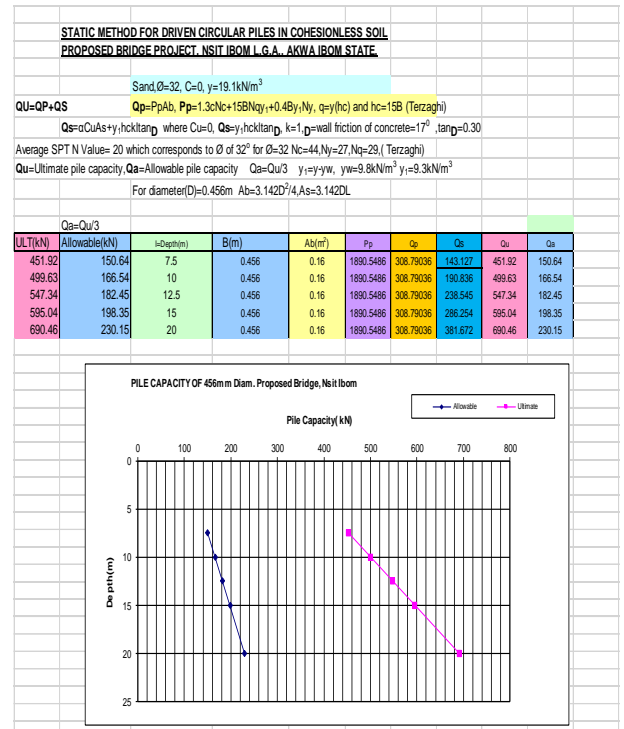 STATIC METHOD FOR DRIVEN CIRCULAR PILES IN COHESIONLESS SOIL
PROPOSED BRIDGE PROJECT, NSIT IBOM L.G.A., AKWA IBOM STATE.
Sand,Ø=32, C=0, y=19.1kN/m³
QU=QP+QS Qp=PpAb, Pp=1.3cNc+15BNqy₁+0.4By₁Ny, q=y(hc) and hc=15B (Terzaghi)
Qs=αCuAs+y₁hckltanD where Cu=0, Qs=y₁hckltanD, k=1,D=wall friction of concrete=17⁰ ,tanD=0.30
Average SPT N Value= 20 which corresponds to Ø of 32⁰ for Ø=32 Nc=44,Ny=27,Nq=29,( Terzaghi)
Qu=Ultimate pile capacity,Qa=Allowable pile capacity Qa=Qu/3 y₁=y-yw, yw=9.8kN/m³ y₁=9.3kN/m³
For diameter(D)=0.456m Ab=3.142D²/4,As=3.142DL
Qa=Qu/3
ULT(kN) Allowable(kN) l=Depth(m) B(m) Ab(m²) Pp Qp Qs Qu Qa
451.92 150.64 7.5 0.456 0.16 1890.5486 308.79036 143.127 451.92 150.64
499.63 166.54 10 0.456 0.16 1890.5486 308.79036 190.836 499.63 166.54
547.34 182.45 12.5 0.456 0.16 1890.5486 308.79036 238.545 547.34 182.45
595.04 198.35 15 0.456 0.16 1890.5486 308.79036 286.254 595.04 198.35
690.46 230.15 20 0.456 0.16 1890.5486 308.79036 381.672 690.46 230.15
PILE CAPACITY OF 456mm Diam. Proposed Bridge, Nsit Ibom
Allowable Ultimate
Pile Capacity( kN)
0 100 200 300 400 500 600 700 800
0
5
10
15
20
25
Depth(m)